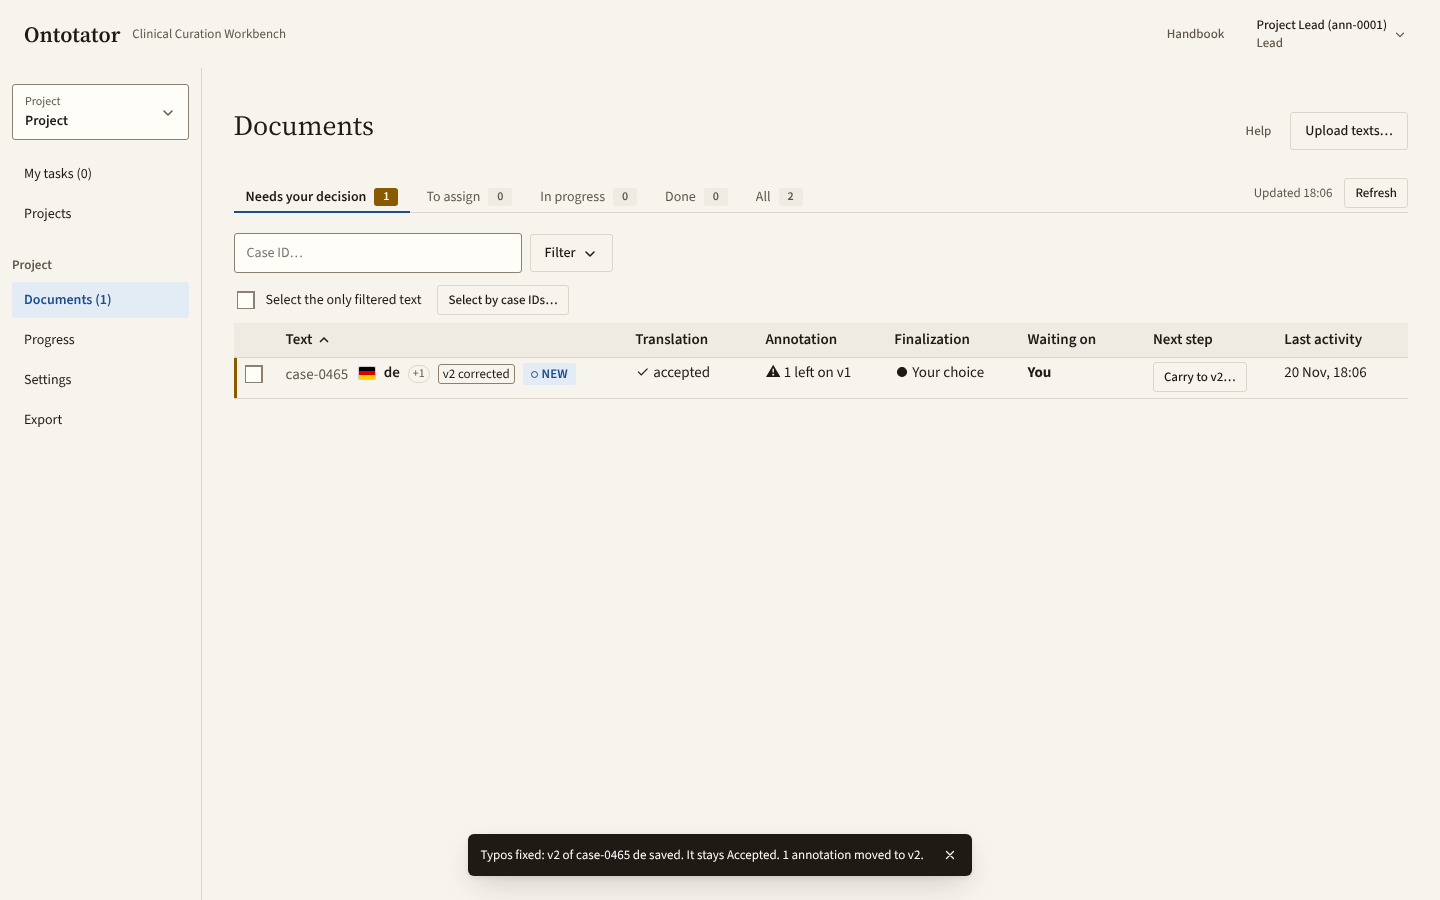 Ontotator Clinical Curation Workbench
Handbook
Project Lead (ann-0001)
Lead
Project
Project
My tasks (0)
Projects
Project
Documents (1)
Progress
Settings
Export
Documents
Help
Upload texts…
Needs your decision 1
To assign 0
In progress 0
Done 0
All 2
Updated 18:06
Refresh
Case ID…
Filter
Select the only filtered text
Select by case IDs…
Text Translation Annotation Finalization Waiting on Next step Last activity
case-0465 de +1 v2 corrected NEW accepted 1 left on v1 Your choice You Carry to v2… 20 Nov, 18:06
Typos fixed: v2 of case-0465 de saved. It stays Accepted. 1 annotation moved to v2.